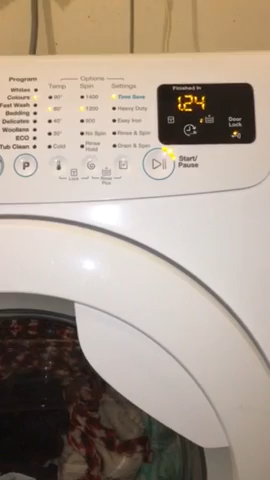 Program
Options
Temp Spin Settings
Finished In
Whites 90° 1400 Time Save
Colours 60° 1200 Heavy Duty
Fast Wash
Bedding 40° Easy Iron
Delicates
Woollens No Spin Rinse & Spin
ECO
Tub Clean Cold Rinse Hold Drain & Spin
1.24
Door
Lock
P
Start/
Pause
Lock